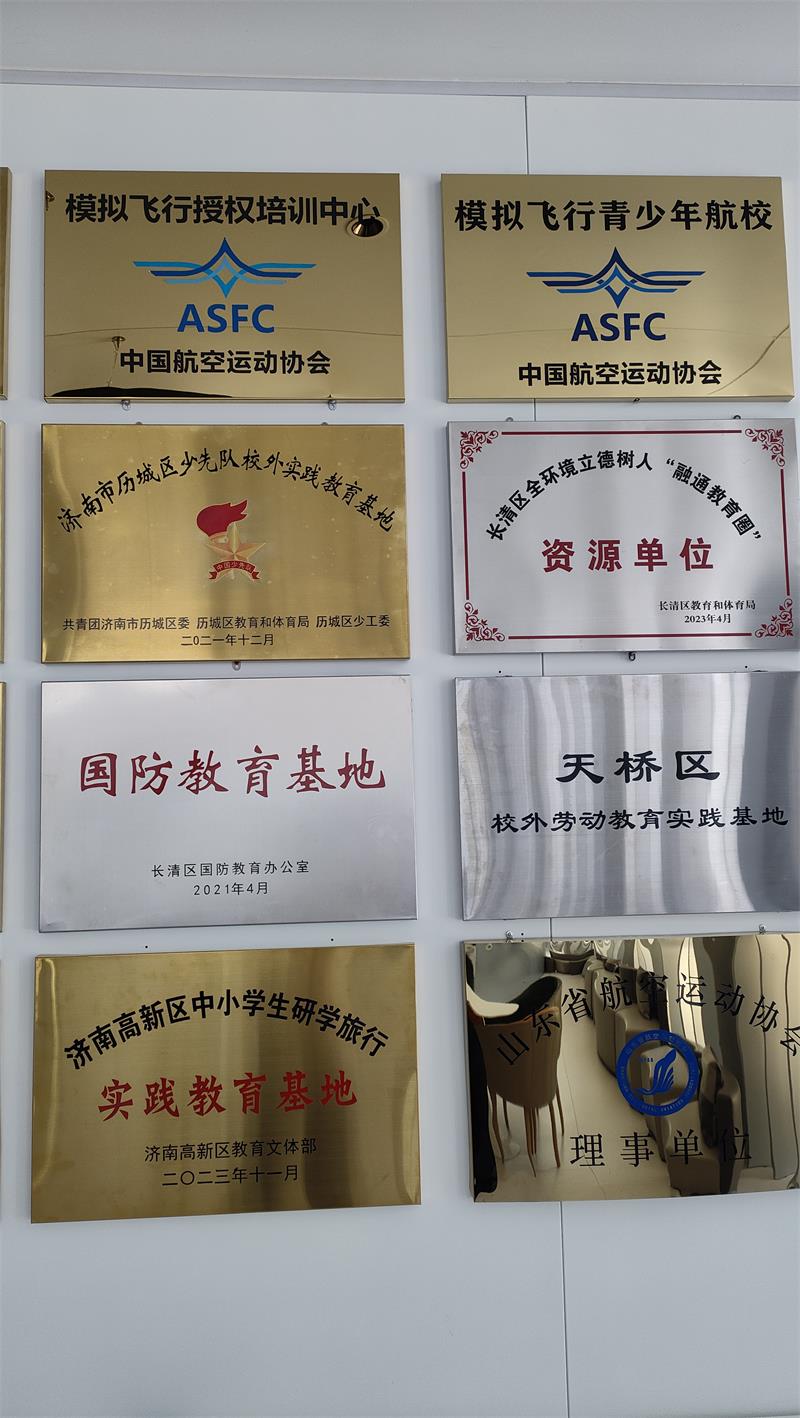 模拟飞行授权培训中心
ASFC
中国航空运动协会
模拟飞行青少年航校
ASFC
中国航空运动协会
济南市历城区少先队校外实践教育基地
中国少先队
共青团济南市历城区委 历城区教育和体育局 历城区少工委
二〇二一年十二月
长清区全环境立德树人“融通教育圈”
资源单位
长清区教育和体育局
2023年4月
国防教育基地
长清区国防教育办公室
2021年4月
天桥区
校外劳动教育实践基地
济南高新区中小学生研学旅行
实践教育基地
济南高新区教育文体部
二〇二三年十一月
山东省航空运动协会
理事单位